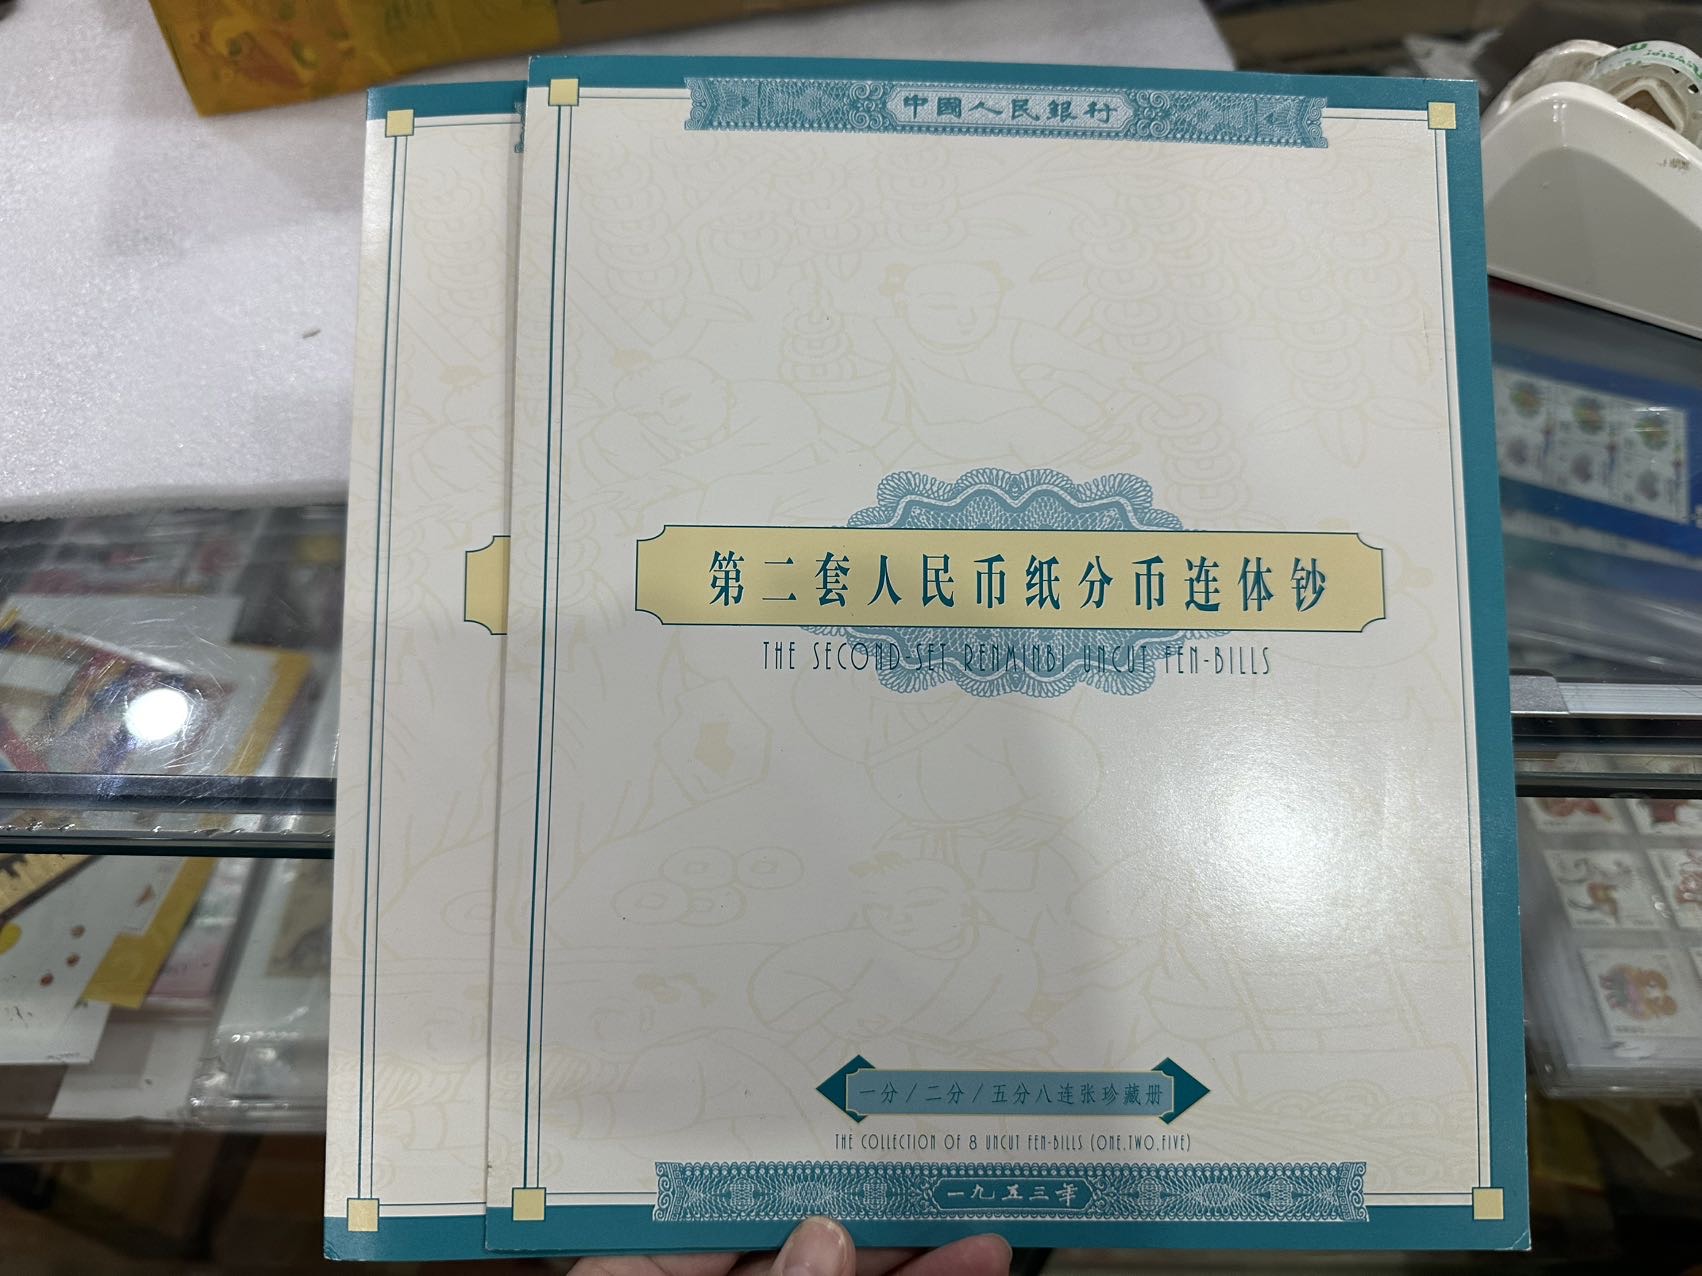 中國人民銀行
第二套人民币纸分币连体钞
THE SECOND-SET RENMINBI UNCUT FEN-BILLS
一分/二分/五分八连张珍藏册
THE COLLECTION OF 8 UNCUT FEN-BILLS (ONE.TWO.FIVE)
一九五三年